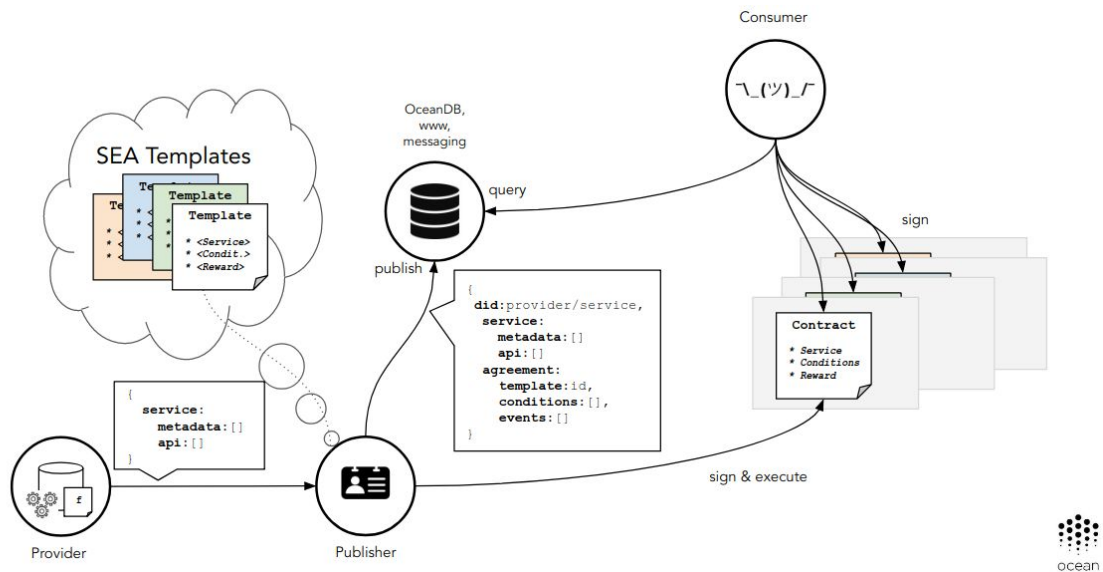 Consumer
¯\_(ツ)_/¯
OceanDB,
www,
messaging
SEA Templates
Template
* <Service>
* <Condit.>
* <Reward>
Template
query
sign
publish
{
did:provider/service,
service:
metadata:[]
api:[]
agreement:
template:id,
conditions:[],
events:[]
}
Contract
* Service
* Conditions
* Reward
{
service:
metadata:[]
api:[]
}
f
sign & execute
Provider
Publisher
ocean